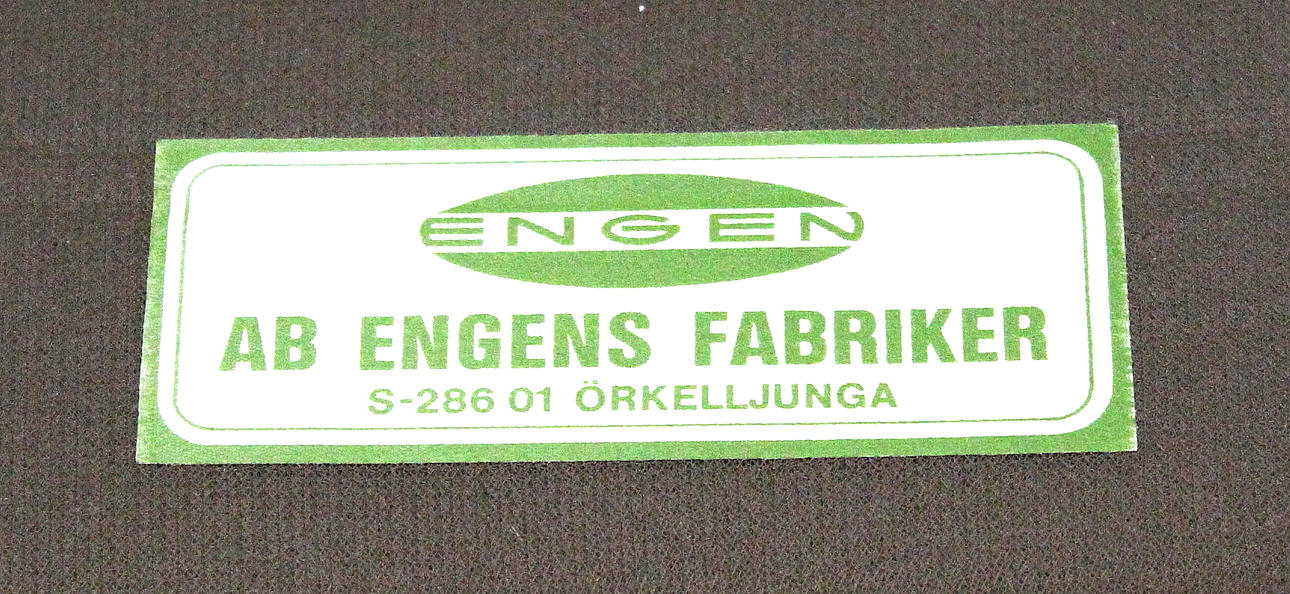 ENGEN
AB ENGENS FABRIKER
S-286 01 ÖRKELLJUNGA